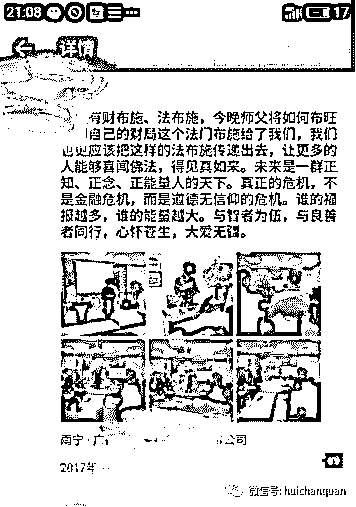 21:08
17
详情
有财布施、法布施，今晚师父将如何布旺
自己的财局这个法门布施给了我们，我们
也更应该把这样的法布施传递出去，让更多的
人能够喜闻佛法，得见真如来。未来是一群正
知、正念、正能量人的天下。真正的危机，不
是金融危机，而是道德无信仰的危机。谁的福
报越多，谁的能量越大。与智者为伍，与良善
者同行，心怀苍生，大爱无疆。
南宁·广
公司
2017年
微信号: huichanquan